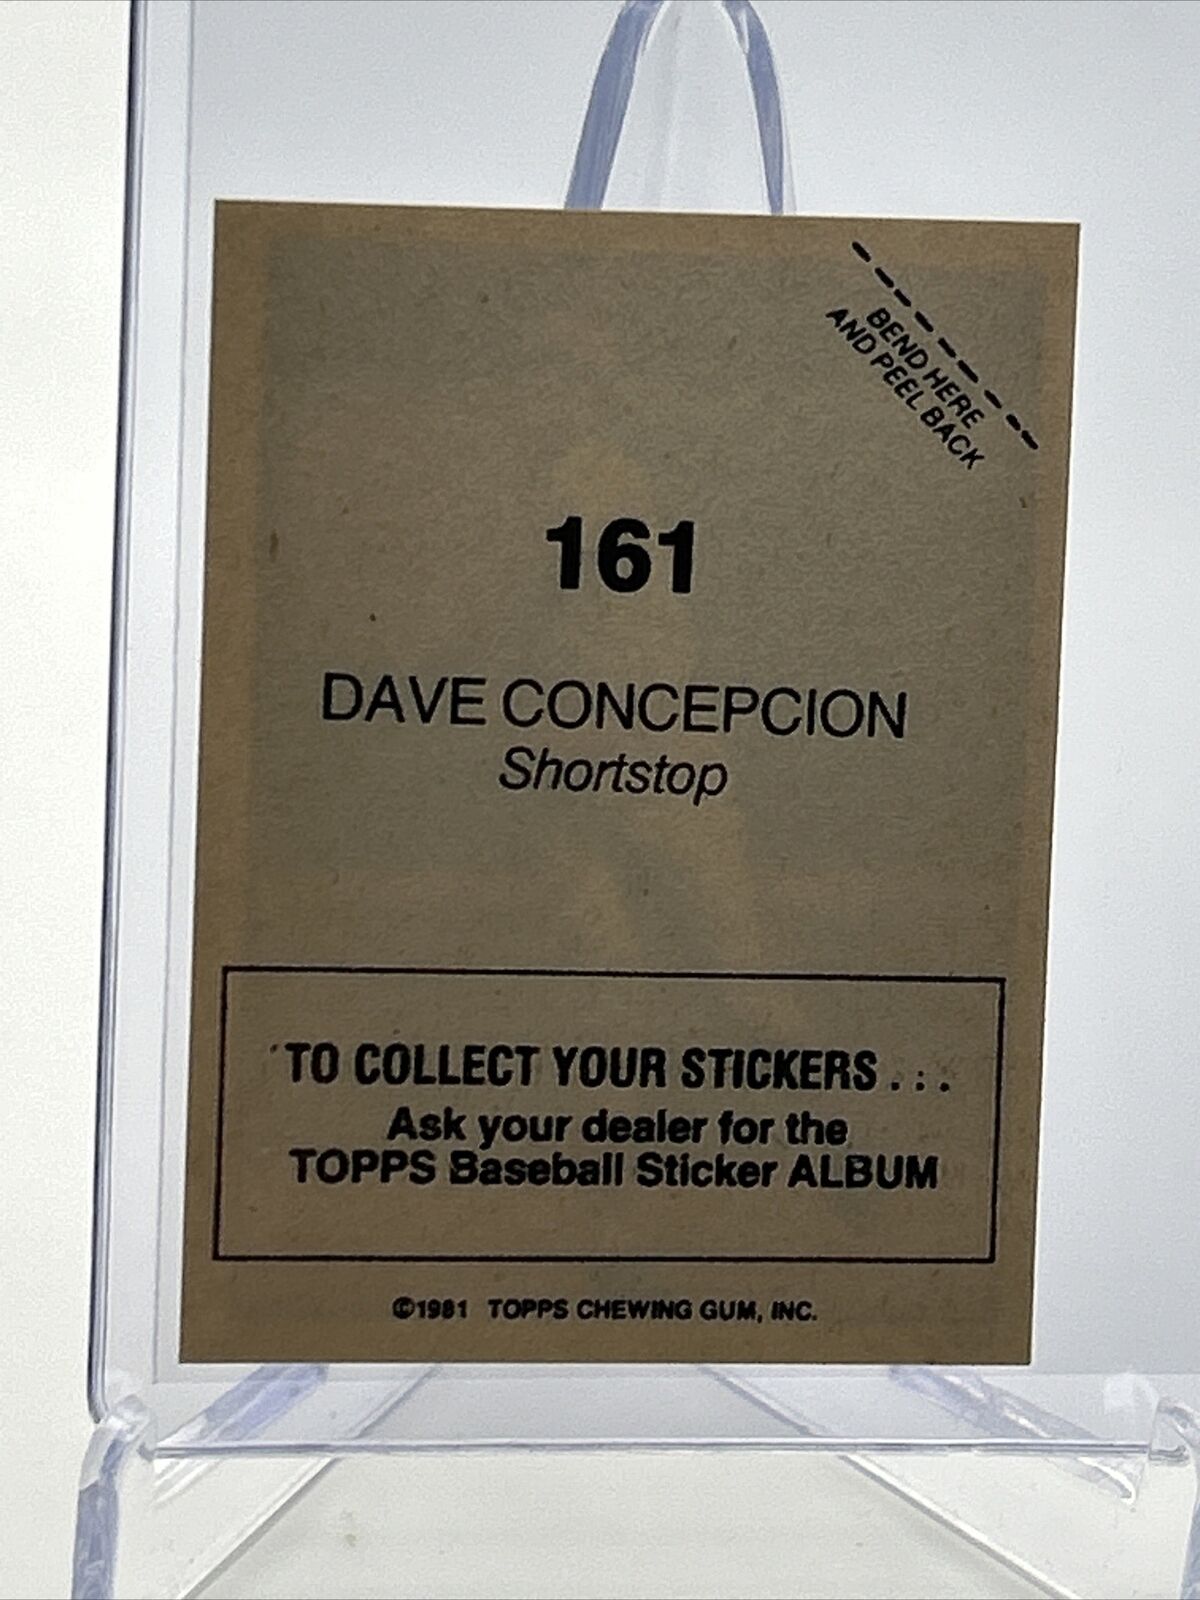 BEND HERE
AND PEEL BACK
161
DAVE CONCEPCION
Shortstop
TO COLLECT YOUR STICKERS . . .
Ask your dealer for the
TOPPS Baseball Sticker ALBUM
©1981 TOPPS CHEWING GUM, INC.